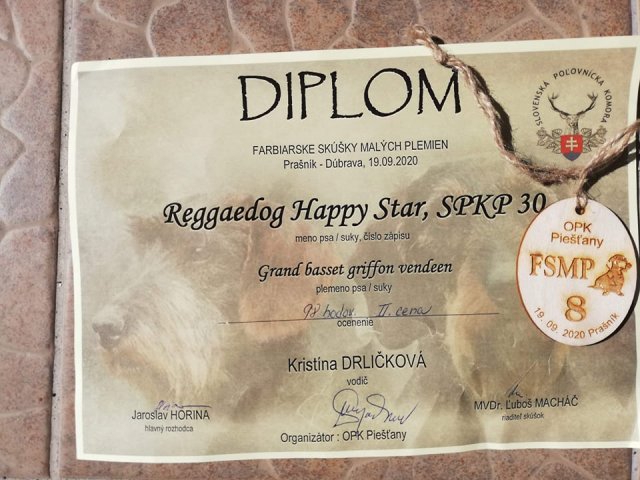 DIPLOM
SLOVENSKÁ POĽOVNÍCKA KOMORA
FARBIARSKE SKÚŠKY MALÝCH PLEMIEN
Prašník - Dúbrava, 19.09.2020
Reggaedog Happy Star, SPKP 30
meno psa / suky, číslo zápisu
Grand basset griffon vendeen
plemeno psa / suky
98 bodov II. cena
ocenenie
Kristína DRLIČKOVÁ
vodič
Jaroslav HORINA
hlavný rozhodca
MVDr. Ľuboš MACHÁČ
riaditeľ skúšok
Organizátor : OPK Piešťany
OPK
Piešťany
FSMP
8
19. 09. 2020 Prašník